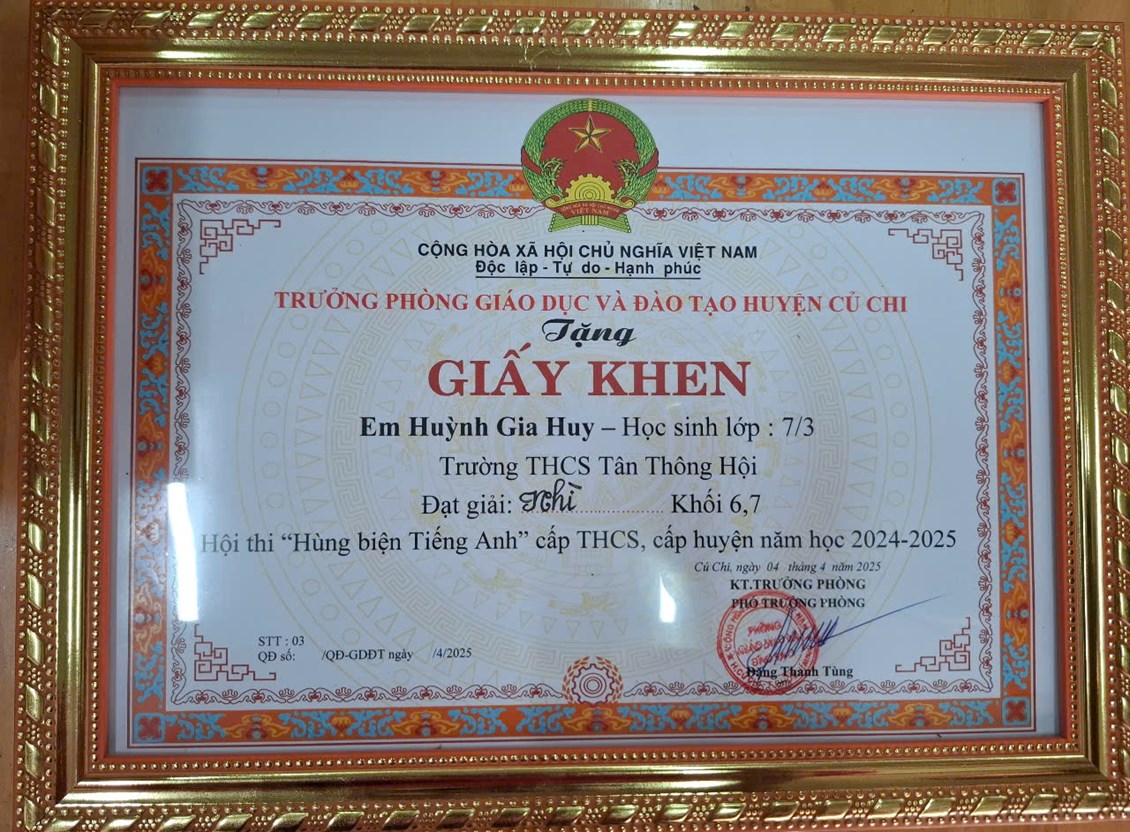 VIỆT NAM
CỘNG HÒA XÃ HỘI CHỦ NGHĨA VIỆT NAM
Độc lập - Tự do - Hạnh phúc
TRƯỞNG PHÒNG GIÁO DỤC VÀ ĐÀO TẠO HUYỆN CỦ CHI
Tặng
GIẤY KHEN
Em Huỳnh Gia Huy – Học sinh lớp : 7/3
Trường THCS Tân Thông Hội
Đạt giải: Nhì Khối 6,7
Hội thi “Hùng biện Tiếng Anh” cấp THCS, cấp huyện năm học 2024-2025
Củ Chi, ngày 04 tháng 4 năm 2025
KT.TRƯỞNG PHÒNG
PHÓ TRƯỞNG PHÒNG
PHÒNG
Đặng Thanh Tùng
STT : 03
QĐ số: /QĐ-GDĐT ngày /4/2025